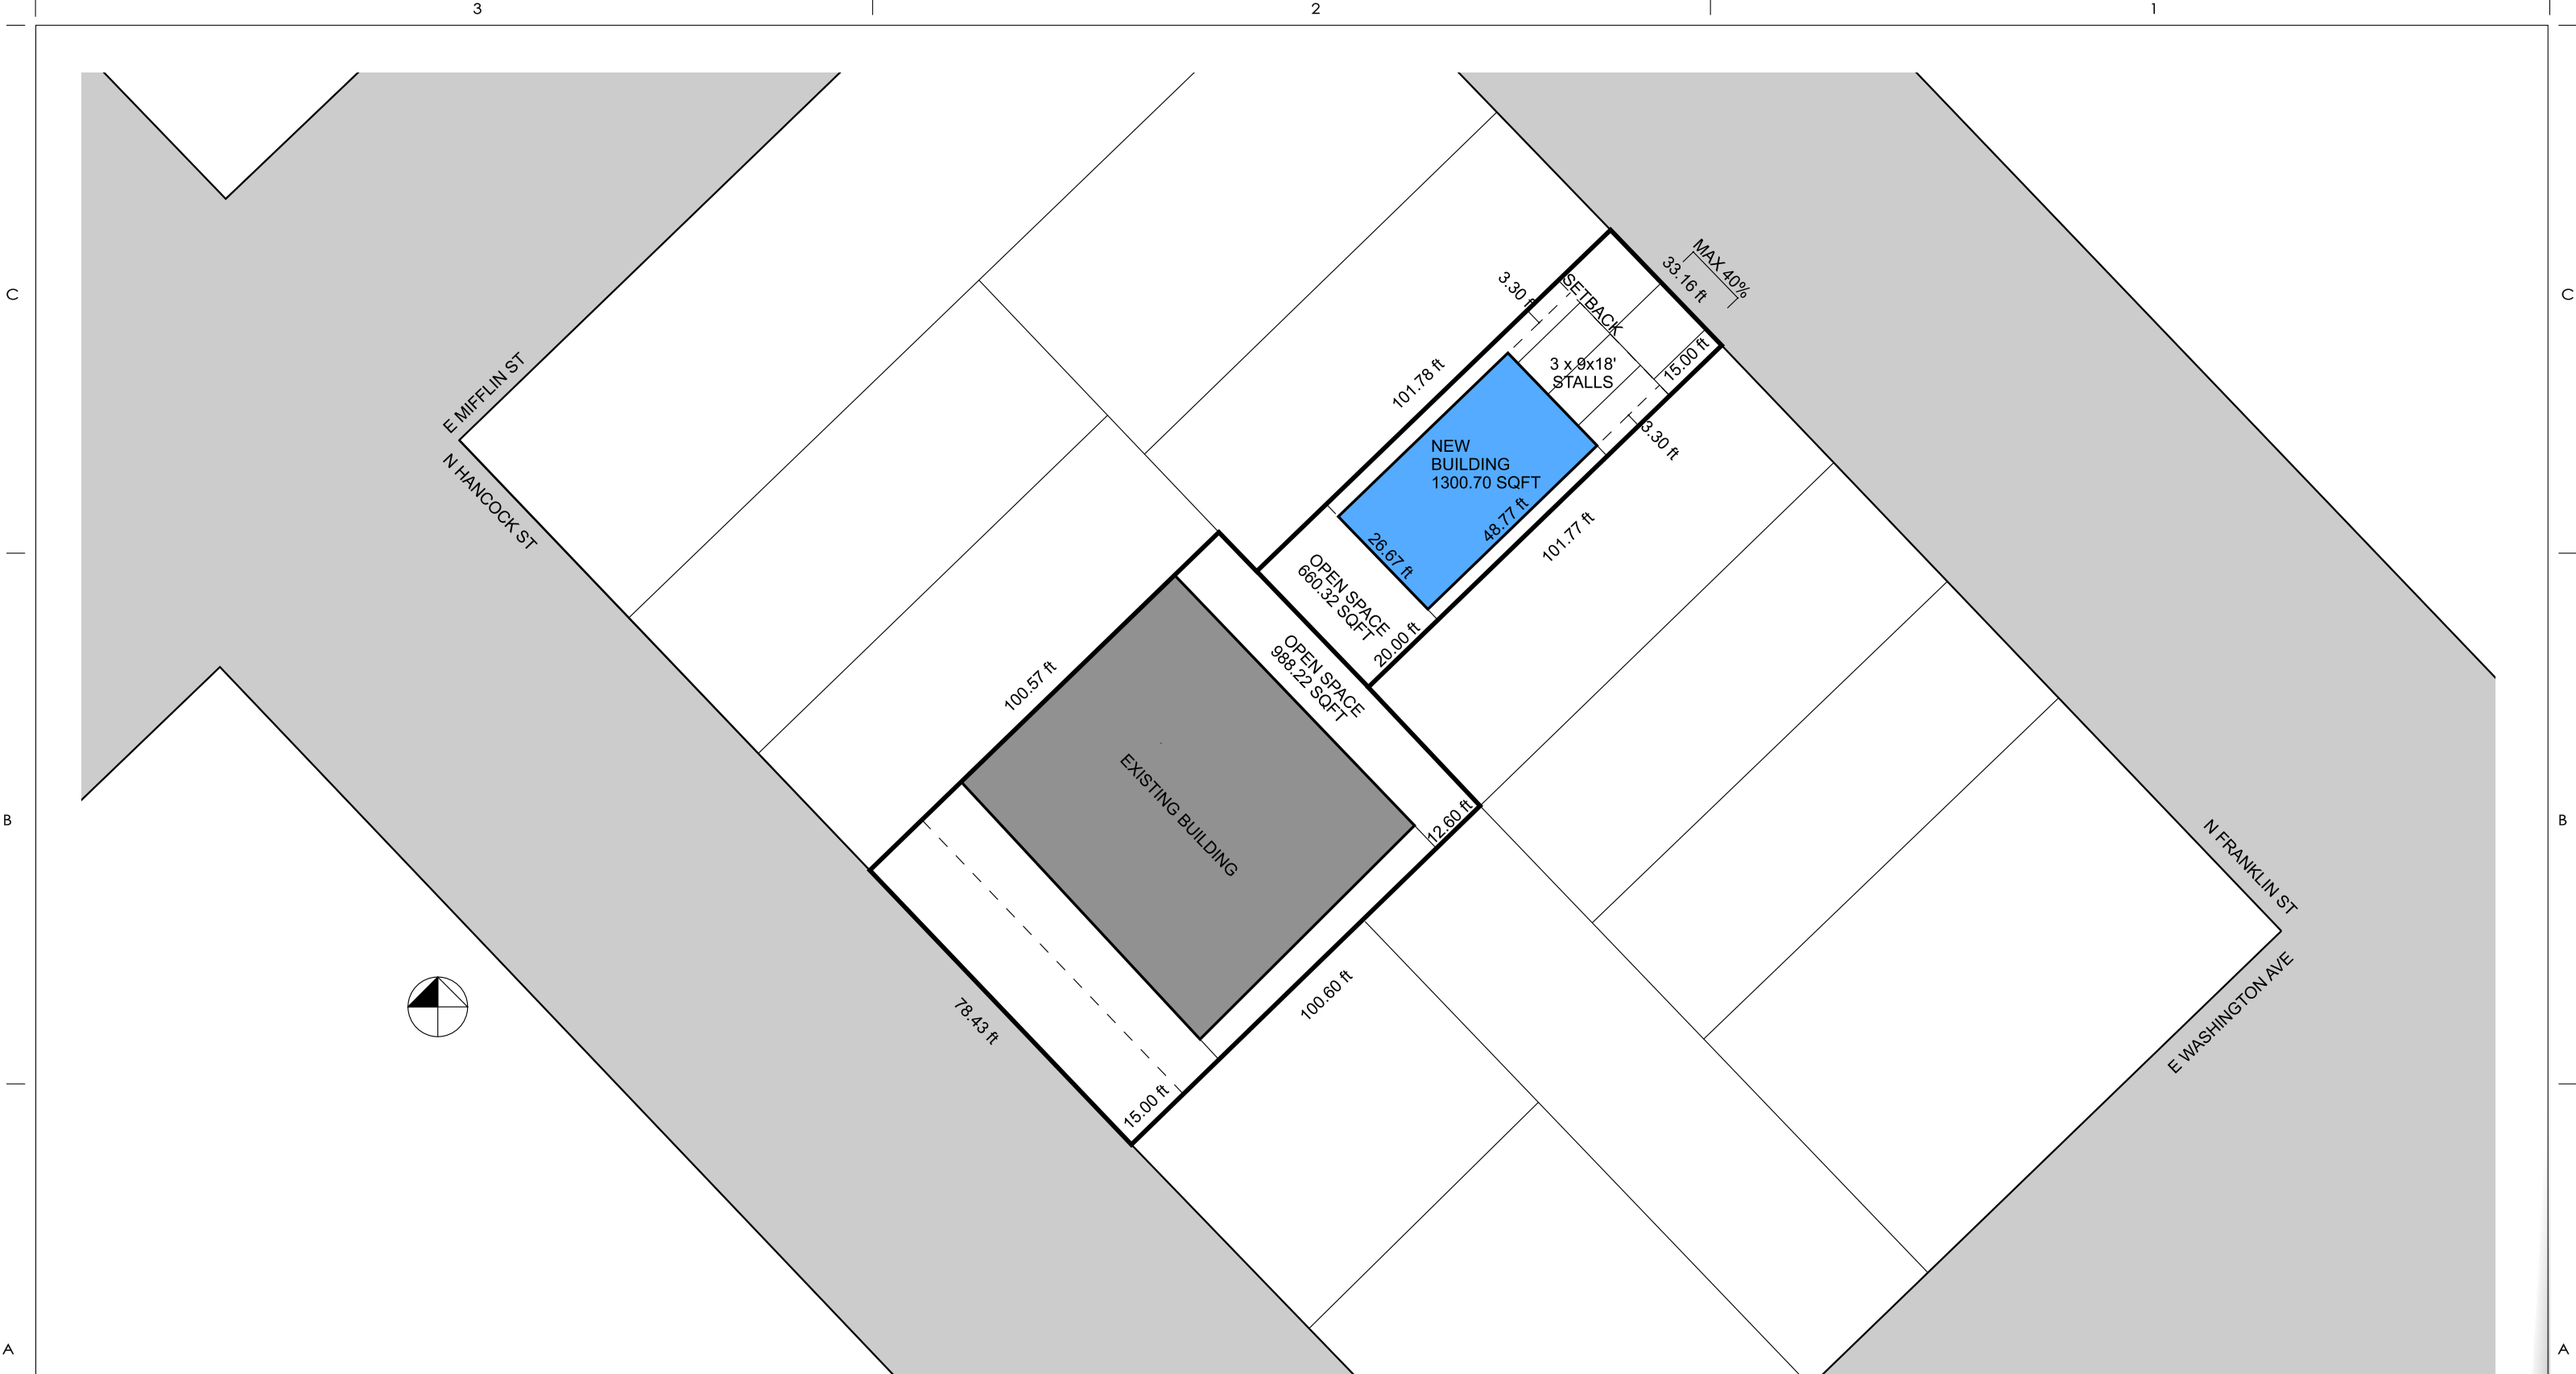 3
2
1
C
C
MAX 40%
33.16 ft
3.30 ft
SETBACK
15.00 ft
3 x 9x18'
STALLS
101.78 ft
3.30 ft
E MIFFLIN ST
N HANCOCK ST
NEW
BUILDING
1300.70 SQFT
48.77 ft
26.67 ft
101.77 ft
OPEN SPACE
660.32 SQFT
20.00 ft
OPEN SPACE
988.22 SQFT
100.57 ft
EXISTING BUILDING
12.60 ft
B
B
N FRANKLIN ST
E WASHINGTON AVE
100.60 ft
78.43 ft
15.00 ft
A
A